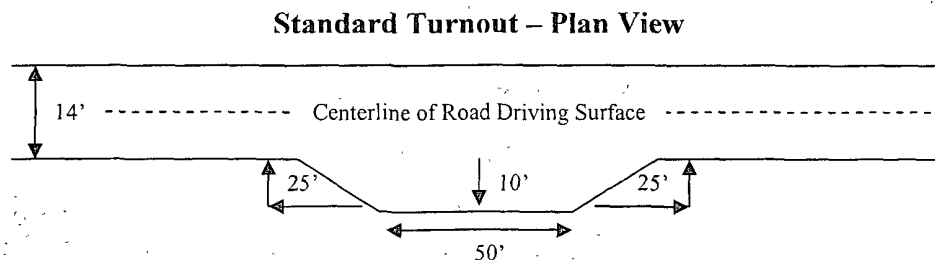 Standard Turnout – Plan View
14'
Centerline of Road Driving Surface
25'
10'
25'
50'